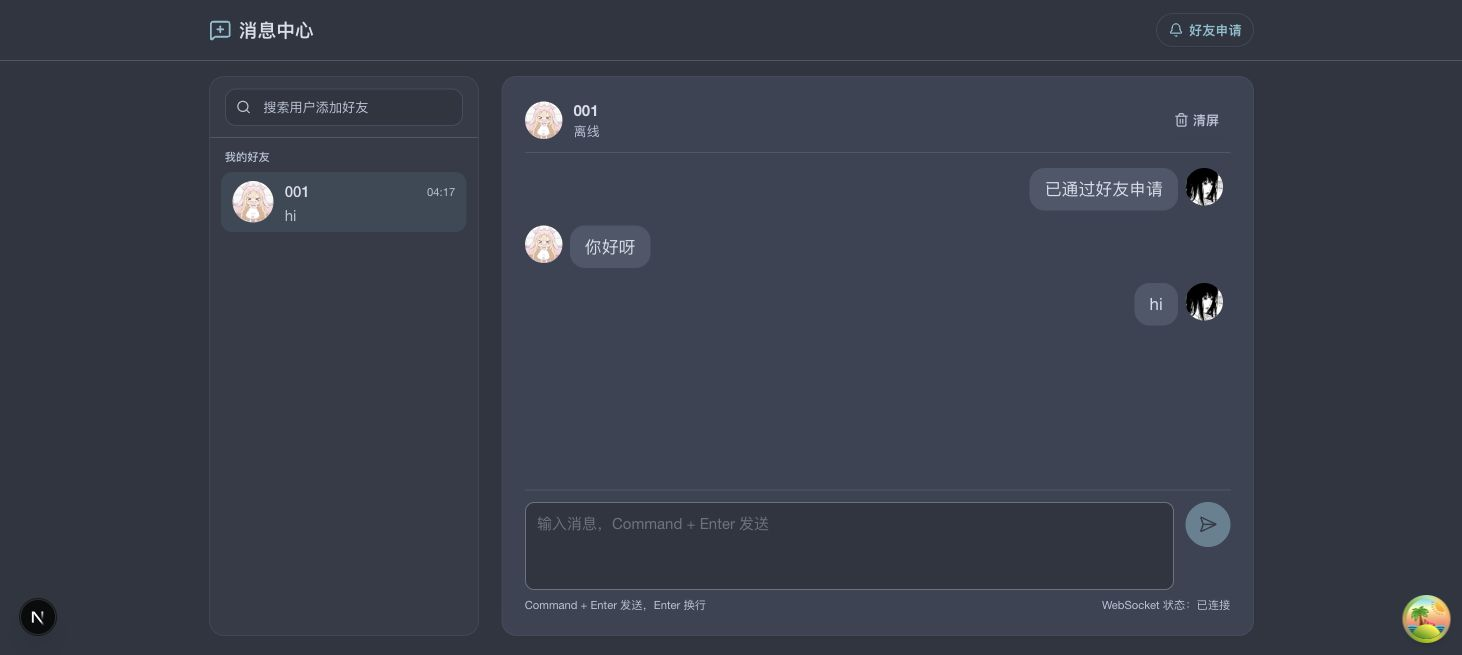 消息中心
好友申请
搜索用户添加好友
我的好友
001
04:17
hi
001
离线
清屏
已通过好友申请
你好呀
hi
输入消息，Command + Enter 发送
Command + Enter 发送，Enter 换行
WebSocket 状态：已连接
N